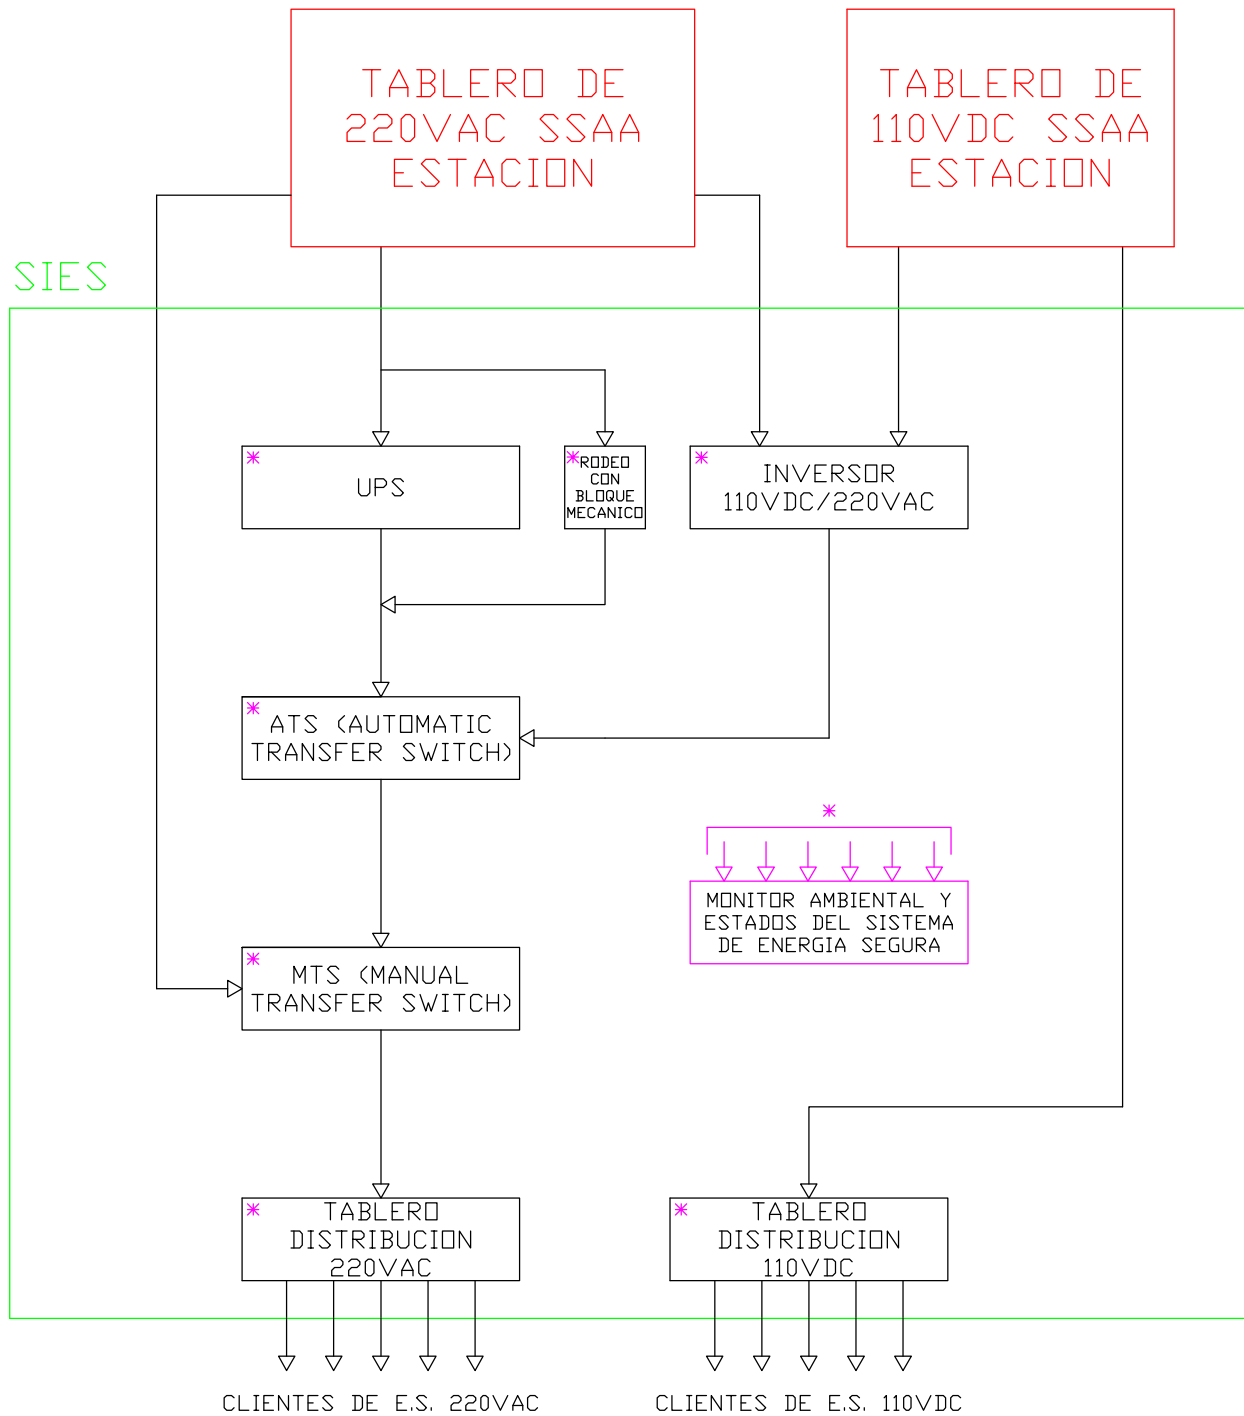 TABLERO DE
220VAC SSAA
ESTACION
TABLERO DE
110VDC SSAA
ESTACION
SIES
* UPS
* RODEO
CON
BLOQUE
MECANICO
* INVERSOR
110VDC/220VAC
* ATS (AUTOMATIC
TRANSFER SWITCH)
*
MONITOR AMBIENTAL Y
ESTADOS DEL SISTEMA
DE ENERGIA SEGURA
* MTS (MANUAL
TRANSFER SWITCH)
* TABLERO
DISTRIBUCION
220VAC
* TABLERO
DISTRIBUCION
110VDC
CLIENTES DE E.S. 220VAC
CLIENTES DE E.S. 110VDC